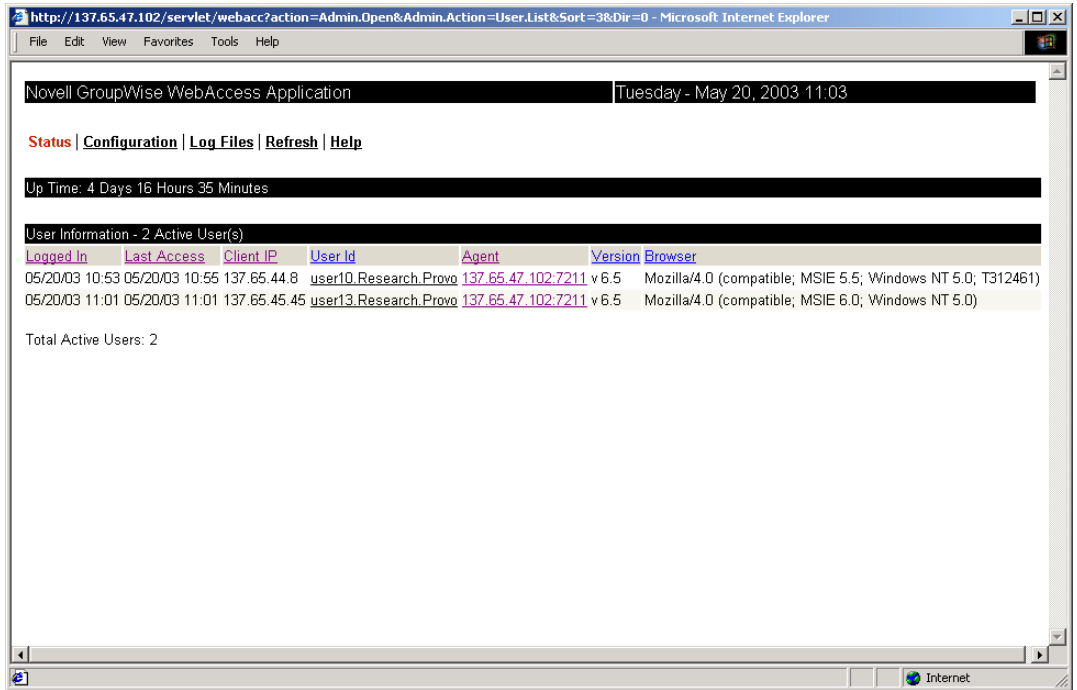 http://137.65.47.102/servlet/webacc?action=Admin.Open&Admin.Action=User.List&Sort=3&Dir=0 - Microsoft Internet Explorer
File Edit View Favorites Tools Help
Novell GroupWise WebAccess Application Tuesday - May 20, 2003 11:03
Status | Configuration | Log Files | Refresh | Help
Up Time: 4 Days 16 Hours 35 Minutes
User Information - 2 Active User(s)
Logged In Last Access Client IP User Id Agent Version Browser
05/20/03 10:53 05/20/03 10:55 137.65.44.8 user10.Research.Provo 137.65.47.102:7211 v 6.5 Mozilla/4.0 (compatible; MSIE 5.5; Windows NT 5.0; T312461)
05/20/03 11:01 05/20/03 11:01 137.65.45.45 user13.Research.Provo 137.65.47.102:7211 v 6.5 Mozilla/4.0 (compatible; MSIE 6.0; Windows NT 5.0)
Total Active Users: 2
Internet